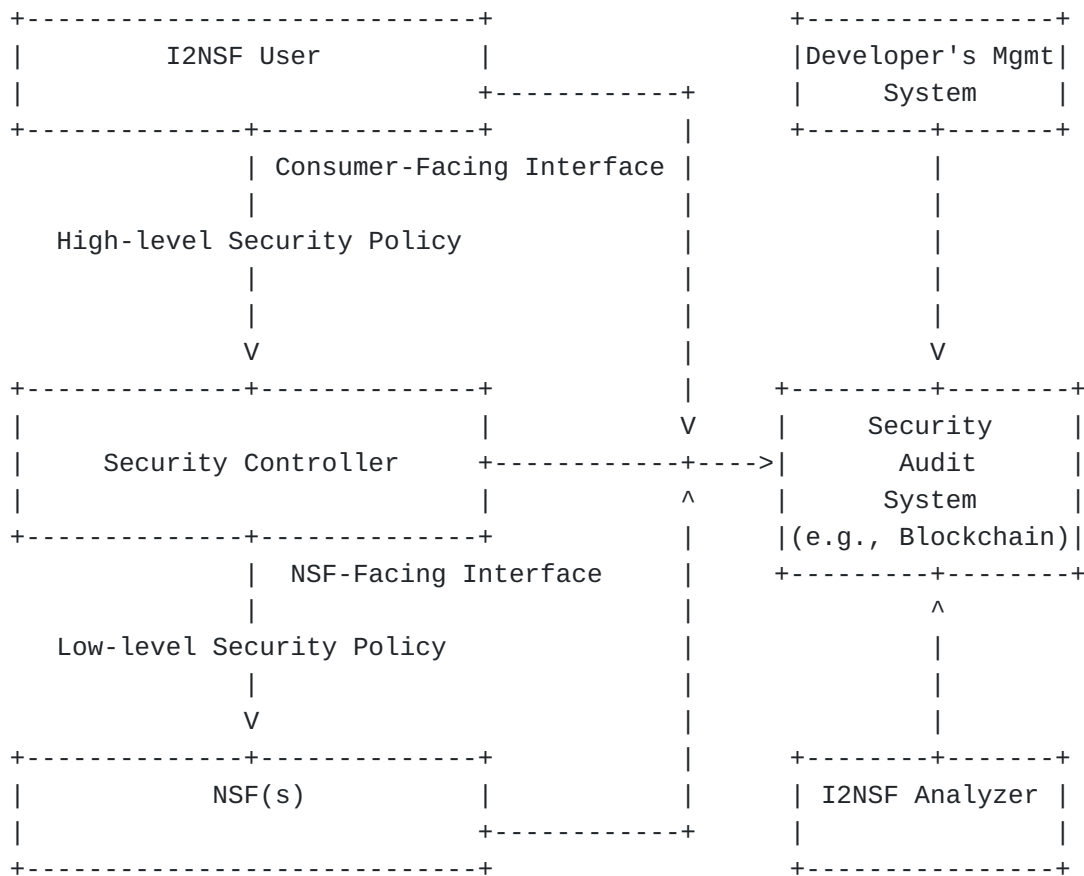 I2NSF User
Developer's Mgmt
System
Consumer-Facing Interface
High-level Security Policy
Security Controller
Security
Audit
System
(e.g., Blockchain)
NSF-Facing Interface
Low-level Security Policy
NSF(s)
I2NSF Analyzer